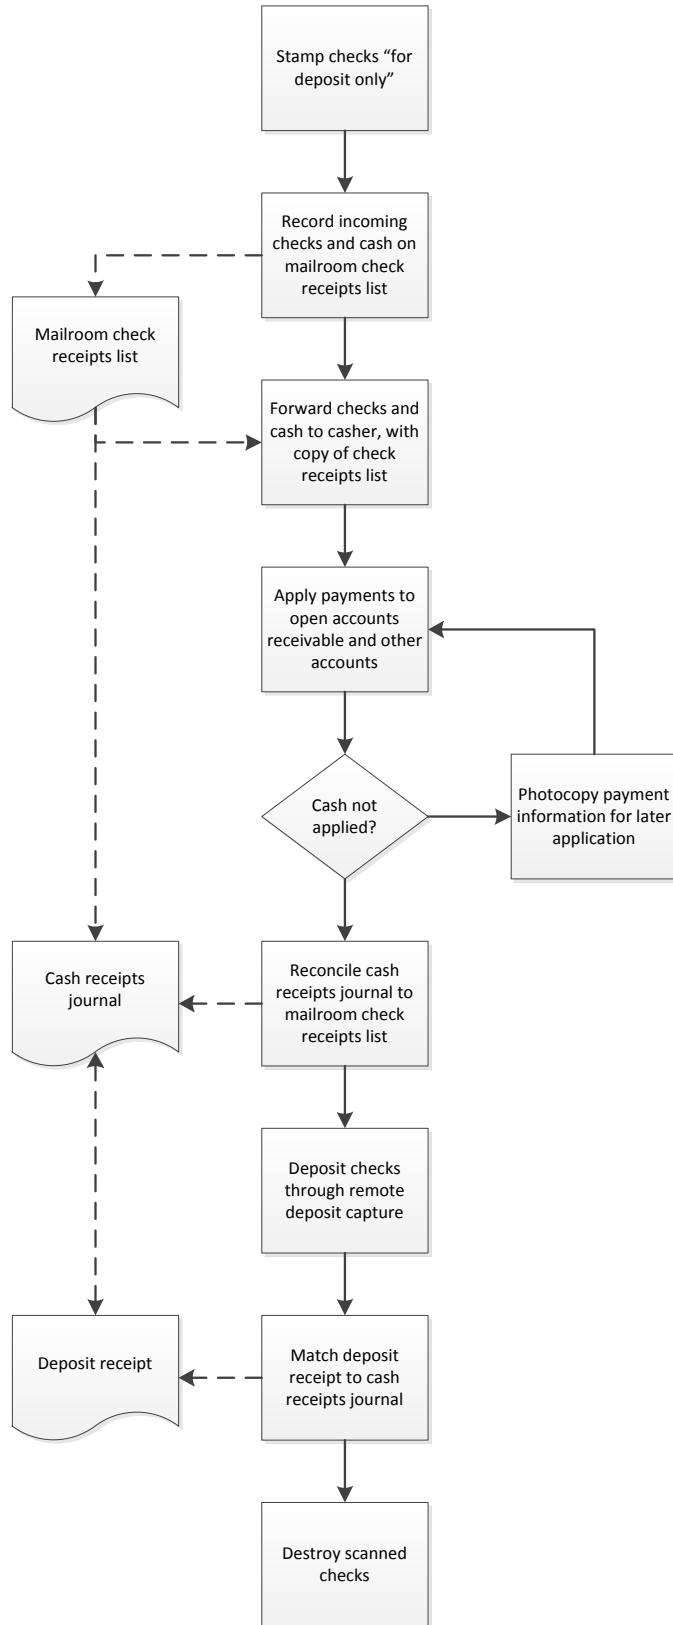 Stamp checks “for
deposit only”
Record incoming
checks and cash on
mailroom check
receipts list
Mailroom check
receipts list
Forward checks and
cash to casher, with
copy of check
receipts list
Apply payments to
open accounts
receivable and other
accounts
Cash not
applied?
Photocopy payment
information for later
application
Cash receipts
journal
Reconcile cash
receipts journal to
mailroom check
receipts list
Deposit checks
through remote
deposit capture
Deposit receipt
Match deposit
receipt to cash
receipts journal
Destroy scanned
checks